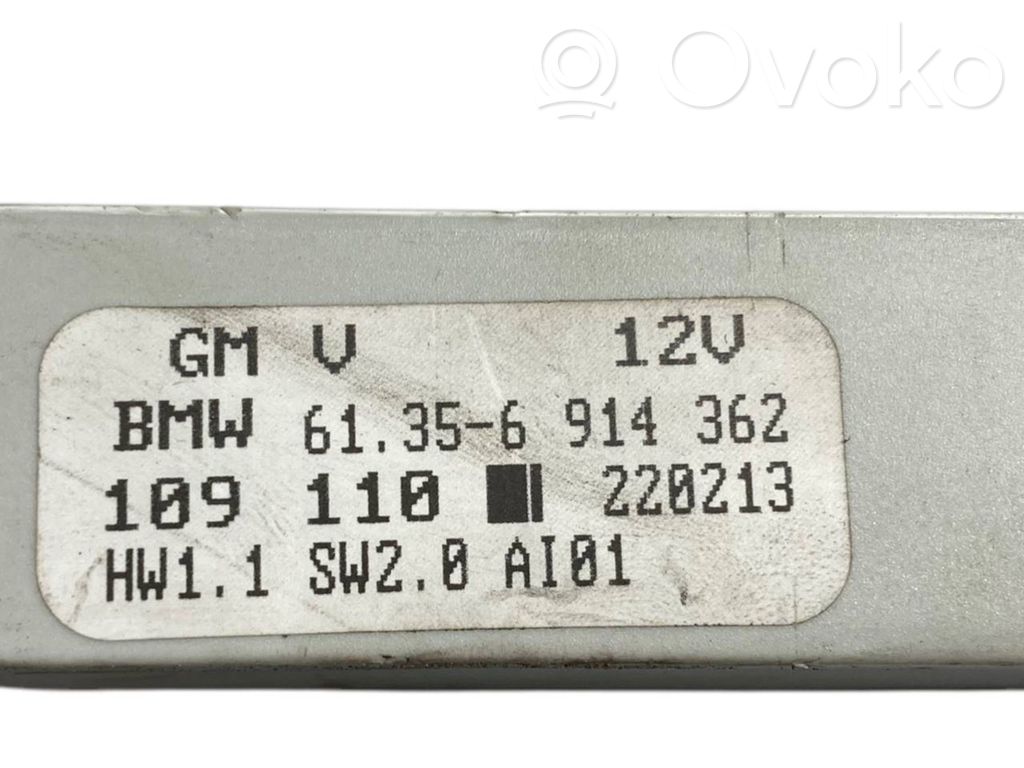 Ovoko
GM V 12V
BMW 61.35-6 914 362
109 110 220213
HW1.1 SW2.0 AI01